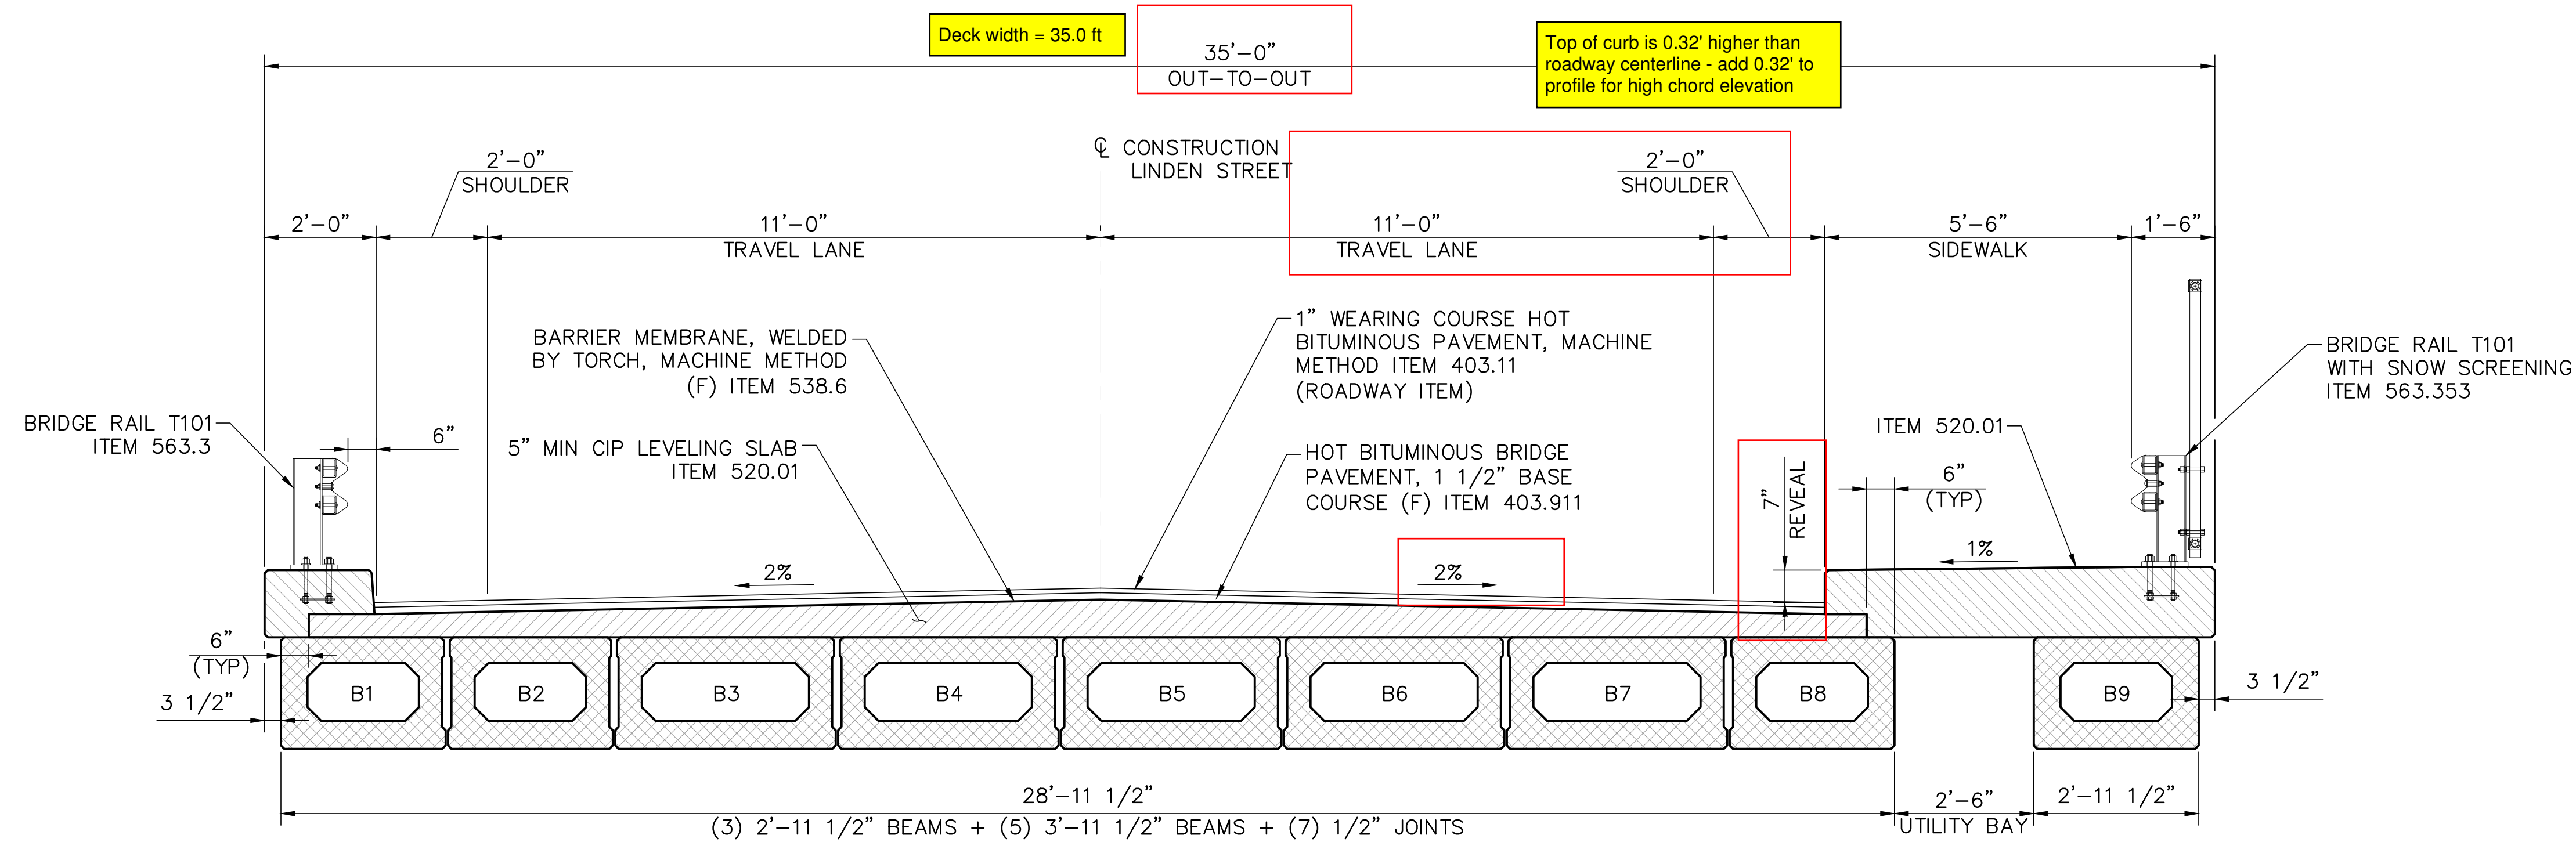 Deck width = 35.0 ft
35'-0"
OUT-TO-OUT
Top of curb is 0.32' higher than
roadway centerline - add 0.32' to
profile for high chord elevation
℄ CONSTRUCTION
LINDEN STREET
2'-0"
SHOULDER
2'-0"
SHOULDER
2'-0"
11'-0"
TRAVEL LANE
11'-0"
TRAVEL LANE
5'-6"
SIDEWALK
1'-6"
BARRIER MEMBRANE, WELDED
BY TORCH, MACHINE METHOD
(F) ITEM 538.6
1" WEARING COURSE HOT
BITUMINOUS PAVEMENT, MACHINE
METHOD ITEM 403.11
(ROADWAY ITEM)
BRIDGE RAIL T101
WITH SNOW SCREENING
ITEM 563.353
BRIDGE RAIL T101
ITEM 563.3
6"
5" MIN CIP LEVELING SLAB
ITEM 520.01
HOT BITUMINOUS BRIDGE
PAVEMENT, 1 1/2" BASE
COURSE (F) ITEM 403.911
7"
REVEAL
ITEM 520.01
6"
(TYP)
2%
2%
1%
6"
(TYP)
3 1/2"
B1
B2
B3
B4
B5
B6
B7
B8
B9
3 1/2"
28'-11 1/2"
(3) 2'-11 1/2" BEAMS + (5) 3'-11 1/2" BEAMS + (7) 1/2" JOINTS
2'-6"
UTILITY BAY
2'-11 1/2"